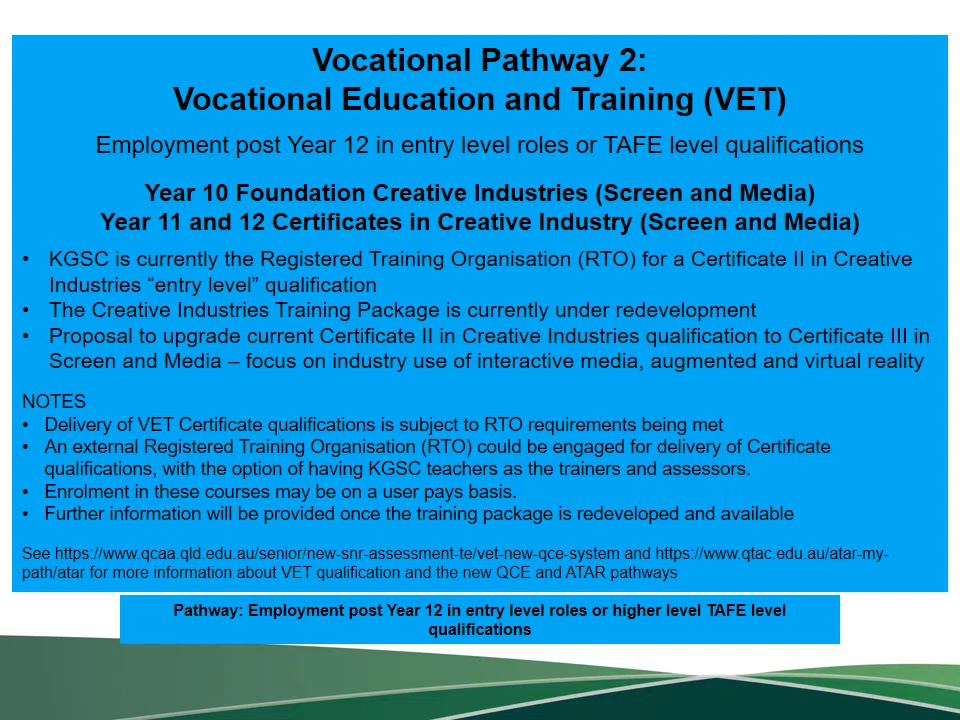 Vocational Pathway 2:
Vocational Education and Training (VET)
Employment post Year 12 in entry level roles or TAFE level qualifications
Year 10 Foundation Creative Industries (Screen and Media)
Year 11 and 12 Certificates in Creative Industry (Screen and Media)
• KGSC is currently the Registered Training Organisation (RTO) for a Certificate II in Creative
Industries “entry level” qualification
• The Creative Industries Training Package is currently under redevelopment
• Proposal to upgrade current Certificate II in Creative Industries qualification to Certificate III in
Screen and Media – focus on industry use of interactive media, augmented and virtual reality
NOTES
• Delivery of VET Certificate qualifications is subject to RTO requirements being met
• An external Registered Training Organisation (RTO) could be engaged for delivery of Certificate
qualifications, with the option of having KGSC teachers as the trainers and assessors.
• Enrolment in these courses may be on a user pays basis.
• Further information will be provided once the training package is redeveloped and available
See https://www.qcaa.qld.edu.au/senior/new-snr-assessment-te/vet-new-qce-system and https://www.qtac.edu.au/atar-my-
path/atar for more information about VET qualification and the new QCE and ATAR pathways
Pathway: Employment post Year 12 in entry level roles or higher level TAFE level
qualifications